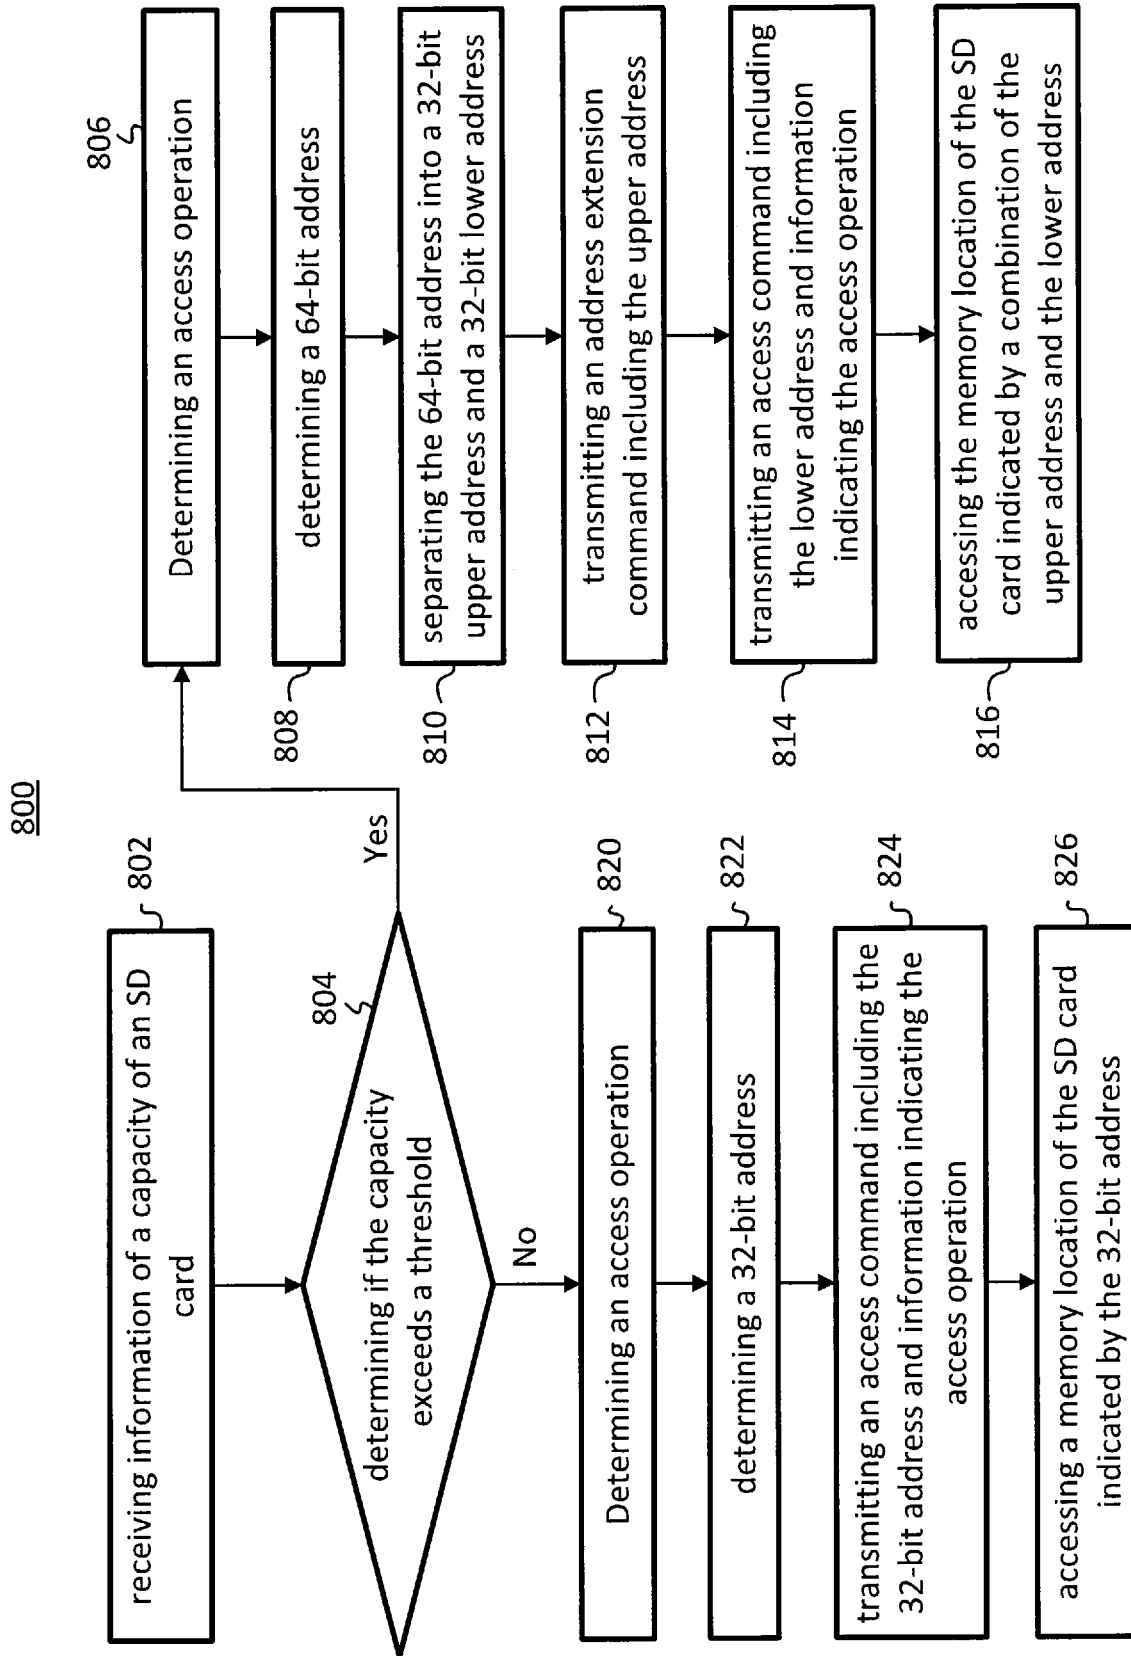 800
receiving information of a capacity of an SD
card
802
determining if the capacity
exceeds a threshold
804
Yes
No
Determining an access operation
820
determining a 32-bit address
822
transmitting an access command including the
32-bit address and information indicating the
access operation
824
accessing a memory location of the SD card
indicated by the 32-bit address
826
806
Determining an access operation
808
determining a 64-bit address
810
separating the 64-bit address into a 32-bit
upper address and a 32-bit lower address
812
transmitting an address extension
command including the upper address
814
transmitting an access command including
the lower address and information
indicating the access operation
816
accessing the memory location of the SD
card indicated by a combination of the
upper address and the lower address